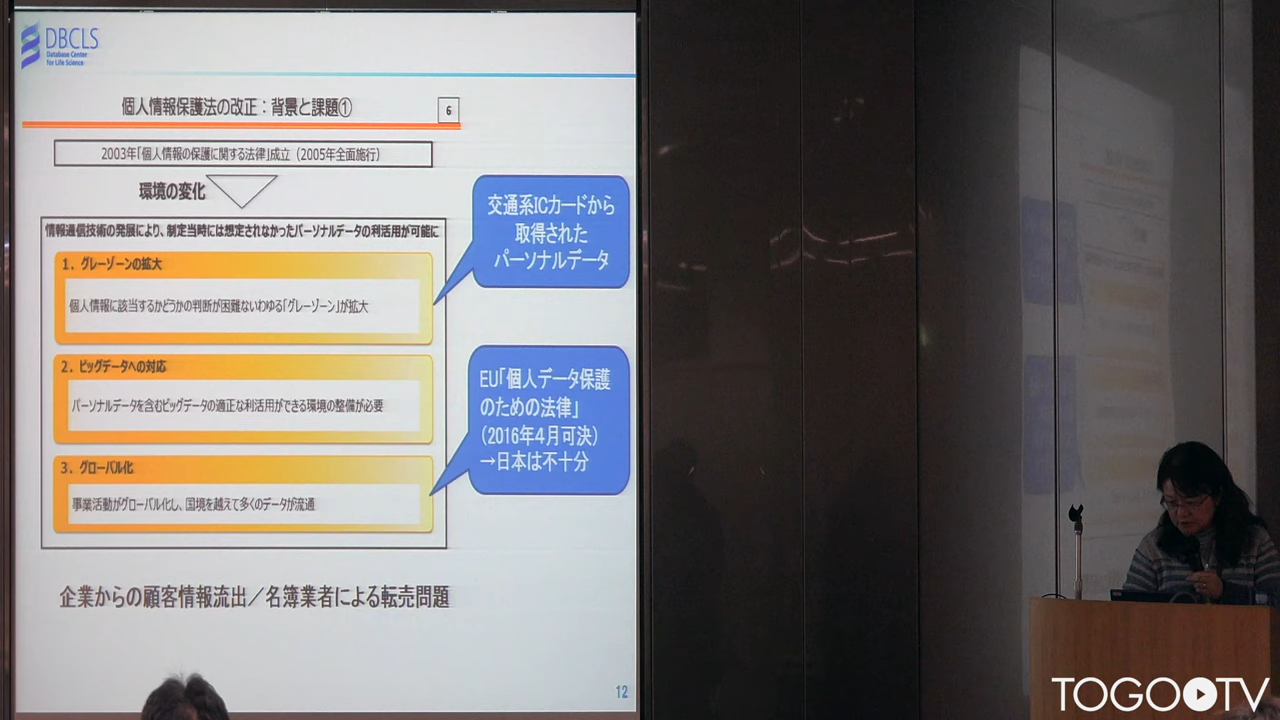 DBCLS
Database Center
for Life Science
個人情報保護法の改正：背景と課題①
6
2003年「個人情報の保護に関する法律」成立（2005年全面施行）
環境の変化
情報通信技術の発展により、制定当時には想定されなかったパーソナルデータの利活用が可能に
1．グレーゾーンの拡大
個人情報に該当するかどうかの判断が困難ないわゆる「グレーゾーン」が拡大
交通系ICカードから
取得された
パーソナルデータ
2．ビッグデータへの対応
パーソナルデータを含むビッグデータの適正な利活用ができる環境の整備が必要
3．グローバル化
事業活動がグローバル化し、国境を越えて多くのデータが流通
EU「個人データ保護
のための法律」
（2016年4月可決）
→日本は不十分
企業からの顧客情報流出／名簿業者による転売問題
12
TOGO TV